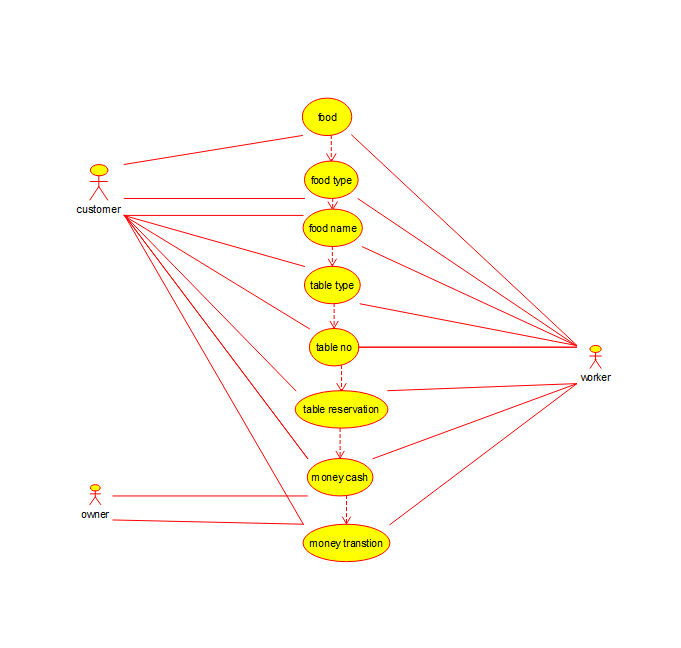 food
food type
customer
food name
table type
table no
worker
table reservation
money cash
owner
money transtion